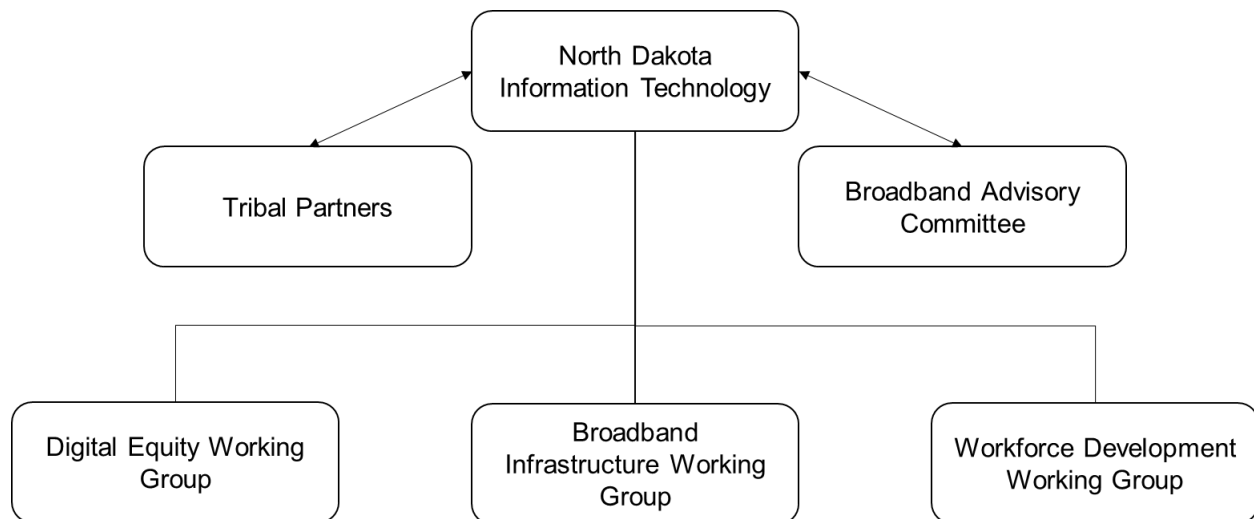 North Dakota
Information Technology
Tribal Partners
Broadband Advisory
Committee
Digital Equity Working
Group
Broadband
Infrastructure Working
Group
Workforce Development
Working Group